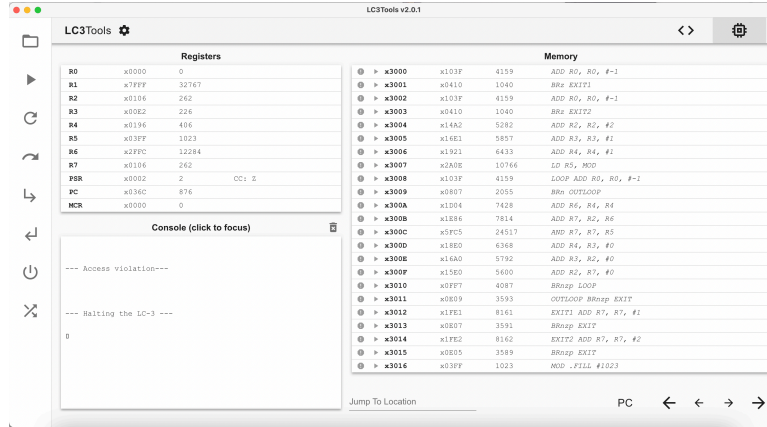 LC3Tools v2.0.1
LC3Tools
Registers
R0 x0000 0
R1 x7FFF 32767
R2 x0106 262
R3 x00E2 226
R4 x0196 406
R5 x03FF 1023
R6 x2FFC 12284
R7 x0106 262
PSR x0002 2 CC: Z
PC x036C 876
MCR x0000 0
Console (click to focus)
--- Access violation---
--- Halting the LC-3 ---
Memory
x3000 x103F 4159 ADD R0, R0, #-1
x3001 x0410 1040 BRz EXIT1
x3002 x103F 4159 ADD R0, R0, #-1
x3003 x0410 1040 BRz EXIT2
x3004 x14A2 5282 ADD R2, R2, #2
x3005 x16E1 5857 ADD R3, R3, #1
x3006 x1921 6433 ADD R4, R4, #1
x3007 x2A0E 10766 LD R5, MOD
x3008 x103F 4159 LOOP ADD R0, R0, #-1
x3009 x0807 2055 BRn OUTLOOP
x300A x1D04 7428 ADD R6, R4, R4
x300B x1E86 7814 ADD R7, R2, R6
x300C x5FC5 24517 AND R7, R7, R5
x300D x18E0 6368 ADD R4, R3, #0
x300E x16A0 5792 ADD R3, R2, #0
x300F x15E0 5600 ADD R2, R7, #0
x3010 x0FF7 4087 BRnzp LOOP
x3011 x0E09 3593 OUTLOOP BRnzp EXIT
x3012 x1FE1 8161 EXIT1 ADD R7, R7, #1
x3013 x0E07 3591 BRnzp EXIT
x3014 x1FE2 8162 EXIT2 ADD R7, R7, #2
x3015 x0E05 3589 BRnzp EXIT
x3016 x03FF 1023 MOD .FILL #1023
Jump To Location
PC